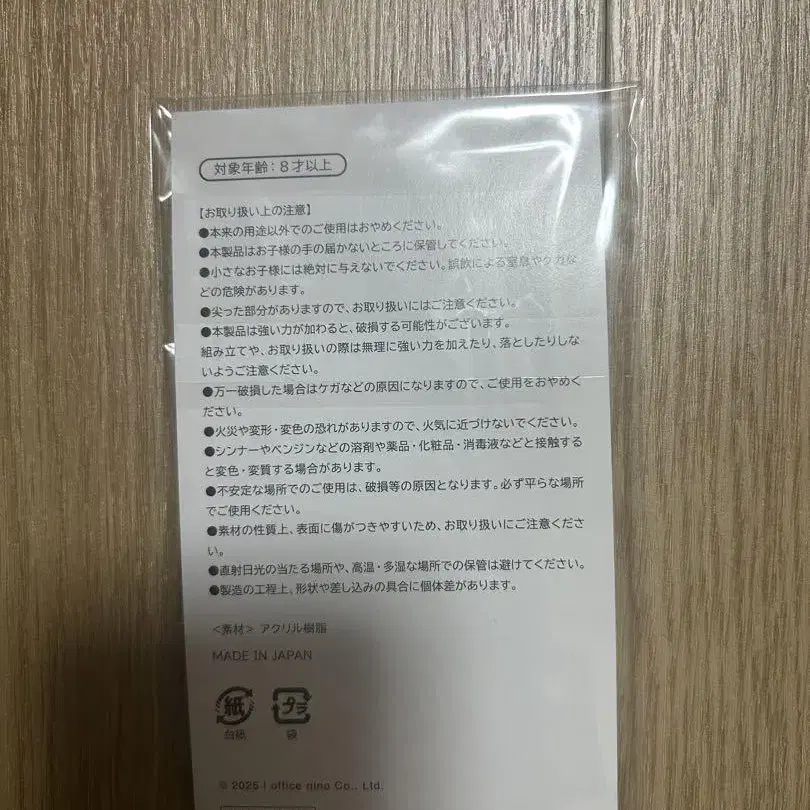 対象年齢：８才以上
【お取り扱い上の注意】
●本来の用途以外でのご使用はおやめください。
●本製品はお子様の手の届かないところに保管してください。
●小さなお子様には絶対に与えないでください。誤飲による窒息やケガな
どの危険があります。
●尖った部分がありますので、お取り扱いにはご注意ください。
●本製品は強い力が加わると、破損する可能性がございます。
組み立てや、お取り扱いの際は無理に強い力を加えたり、落としたりしな
いようご注意ください。
●万一破損した場合はケガなどの原因になりますので、ご使用をおやめく
ださい。
●火災や変形・変色の恐れがありますので、火気に近づけないでください。
●シンナーやベンジンなどの溶剤や薬品・化粧品・消毒液などと接触する
と変色・変質する場合があります。
●不安定な場所でのご使用は、破損等の原因となります。必ず平らな場所
でご使用ください。
●素材の性質上、表面に傷がつきやすいため、お取り扱いにご注意くださ
い。
●直射日光の当たる場所や、高温・多湿な場所での保管は避けてください。
●製造の工程上、形状や差し込みの具合に個体差があります。
＜素材＞ アクリル樹脂
MADE IN JAPAN
紙 プラ
台紙 袋
© 2025 I office nino Co., Ltd.